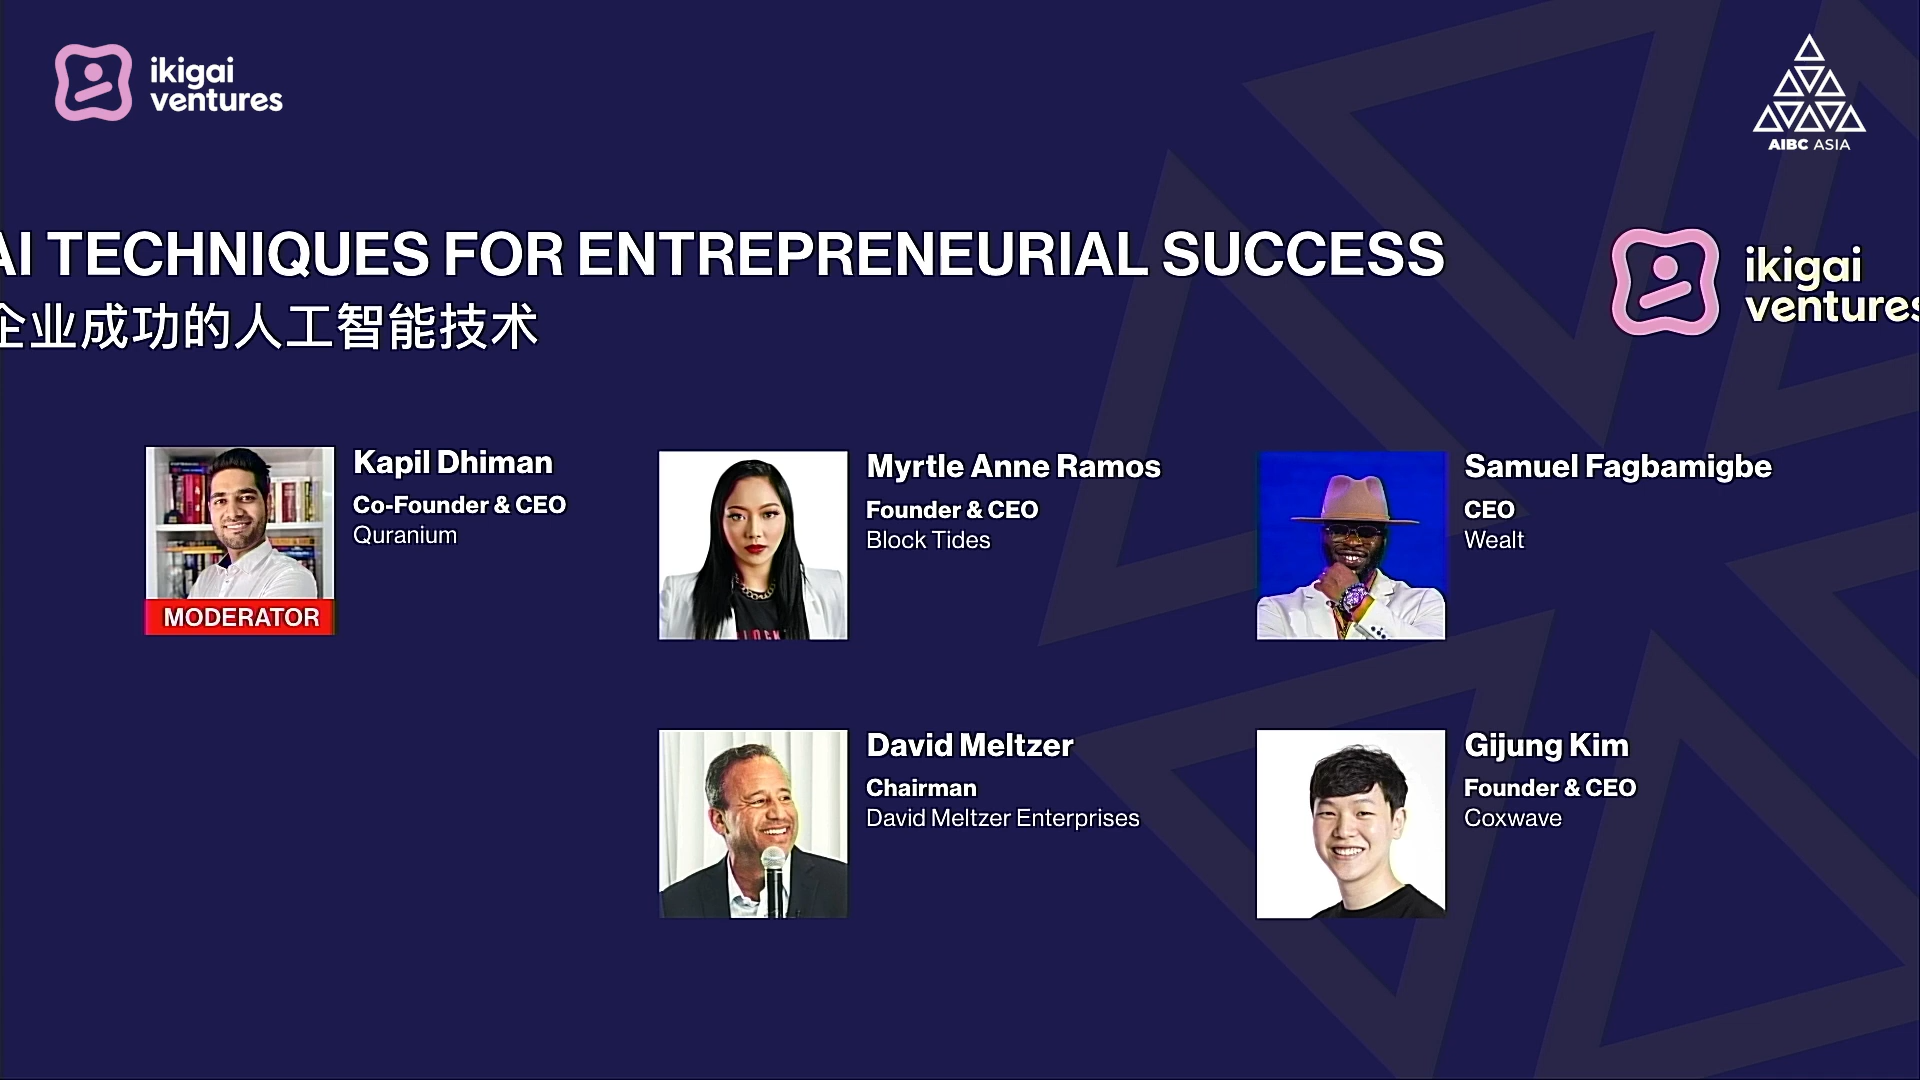 ikigai
ventures
AIBC ASIA
AI TECHNIQUES FOR ENTREPRENEURIAL SUCCESS
企业成功的人工智能技术
ikigai
ventures
Kapil Dhiman
Co-Founder & CEO
Quranium
MODERATOR
Myrtle Anne Ramos
Founder & CEO
Block Tides
Samuel Fagbamigbe
CEO
Wealt
David Meltzer
Chairman
David Meltzer Enterprises
Gijung Kim
Founder & CEO
Coxwave